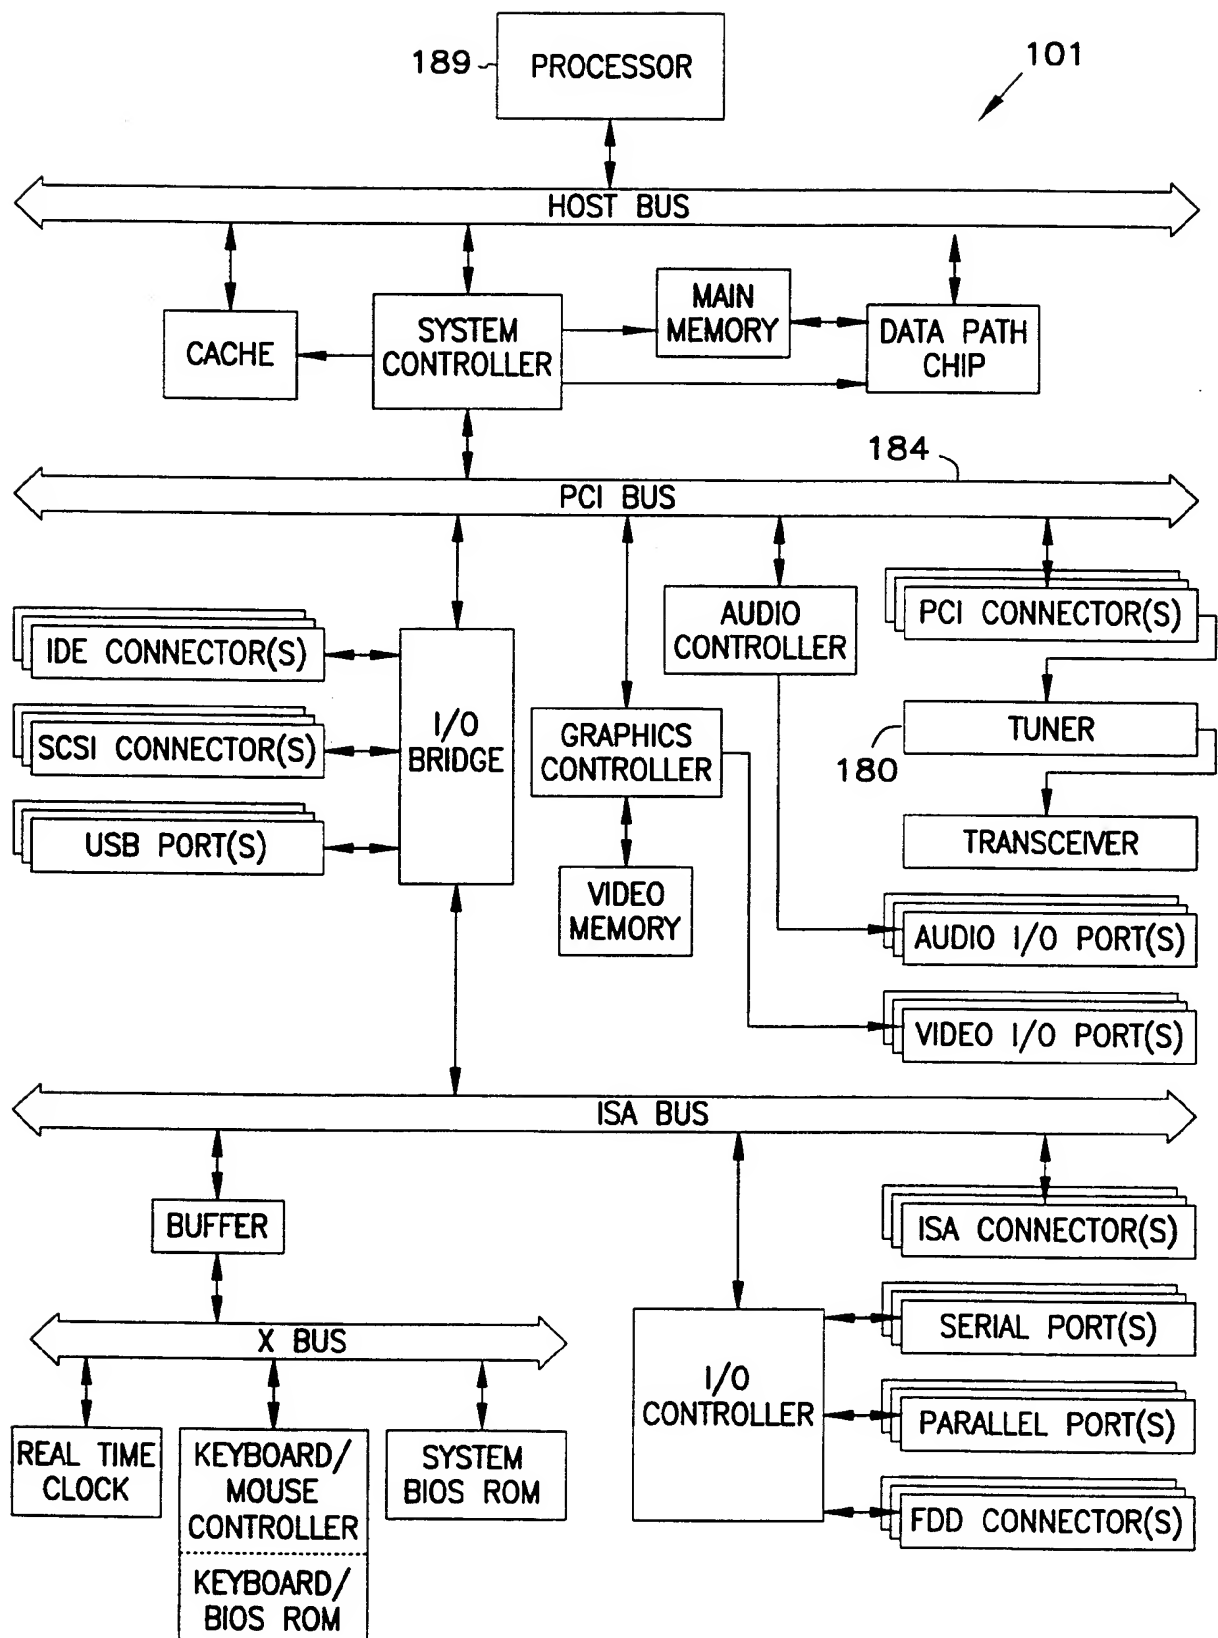 189
PROCESSOR
101
HOST BUS
CACHE
SYSTEM
CONTROLLER
MAIN
MEMORY
DATA PATH
CHIP
184
PCI BUS
IDE CONNECTOR(S)
SCSI CONNECTOR(S)
USB PORT(S)
I/O
BRIDGE
GRAPHICS
CONTROLLER
VIDEO
MEMORY
AUDIO
CONTROLLER
PCI CONNECTOR(S)
TUNER
180
TRANSCEIVER
AUDIO I/O PORT(S)
VIDEO I/O PORT(S)
ISA BUS
BUFFER
X BUS
REAL TIME
CLOCK
KEYBOARD/
MOUSE
CONTROLLER
KEYBOARD/
BIOS ROM
SYSTEM
BIOS ROM
I/O
CONTROLLER
ISA CONNECTOR(S)
SERIAL PORT(S)
PARALLEL PORT(S)
FDD CONNECTOR(S)